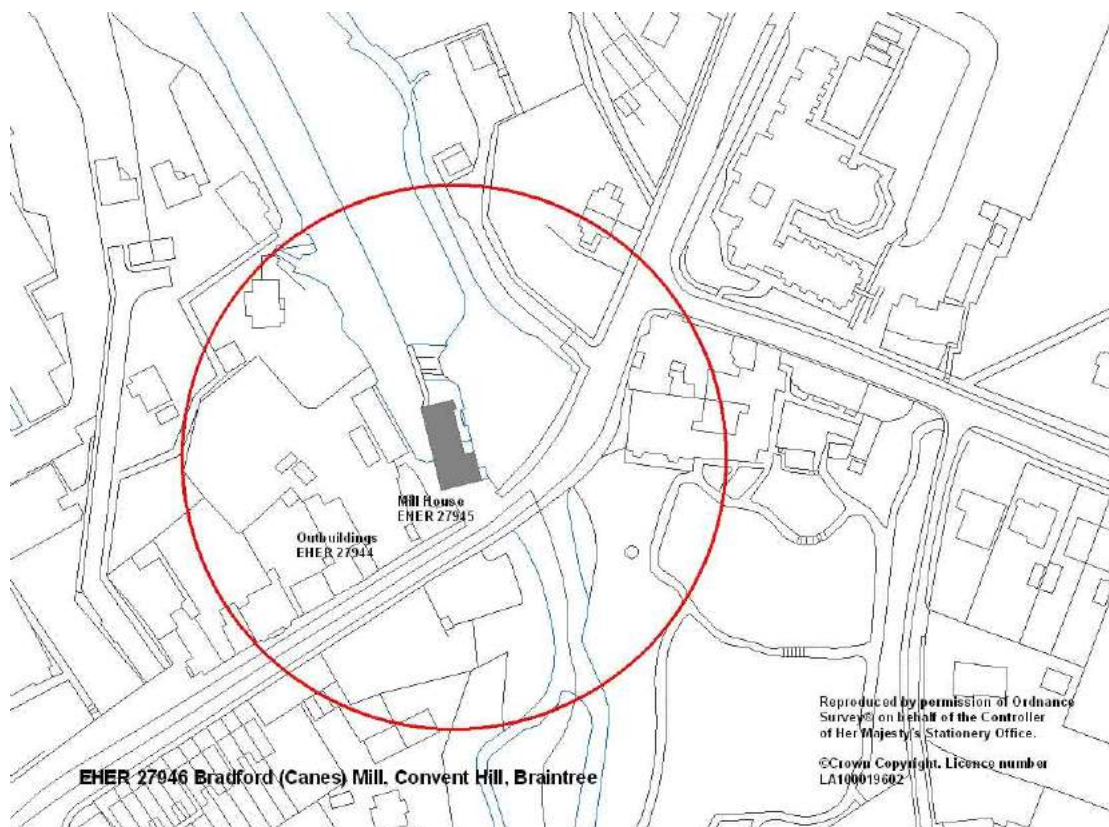 Mill House
EHER 27945
Outbuildings
EHER 27944
Reproduced by permission of Ordnance
Survey® on behalf of the Controller
of Her Majesty's Stationery Office.
©Crown Copyright. Licence number
LA100019602
EHER 27946 Bradford (Canes) Mill, Convent Hill, Braintree